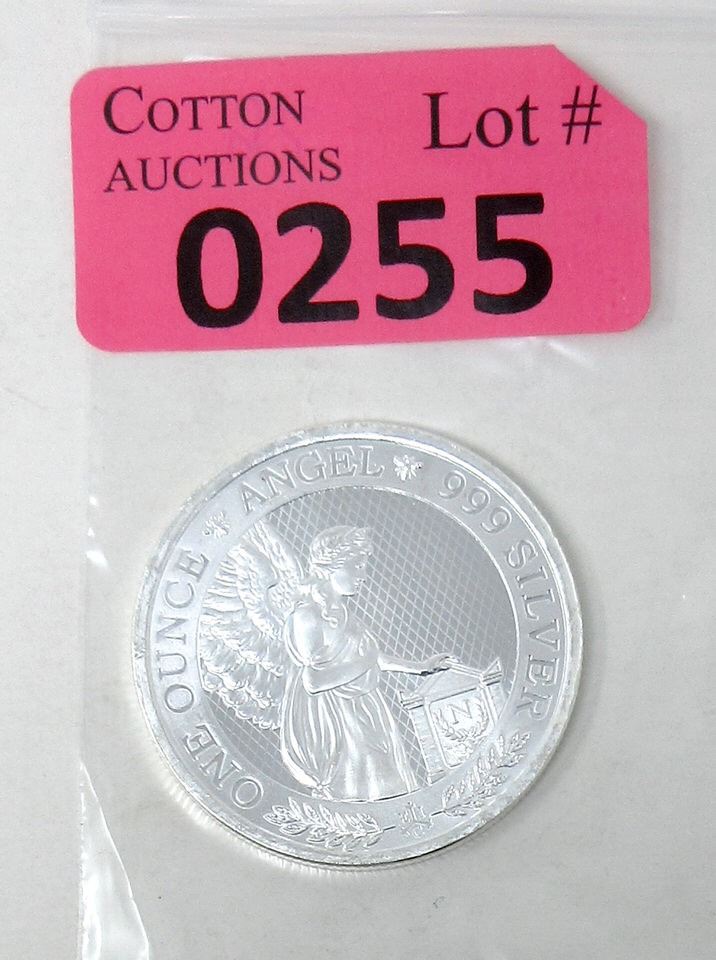 COTTON
AUCTIONS
Lot #
0255
ONE OUNCE ANGEL 999 SILVER
N